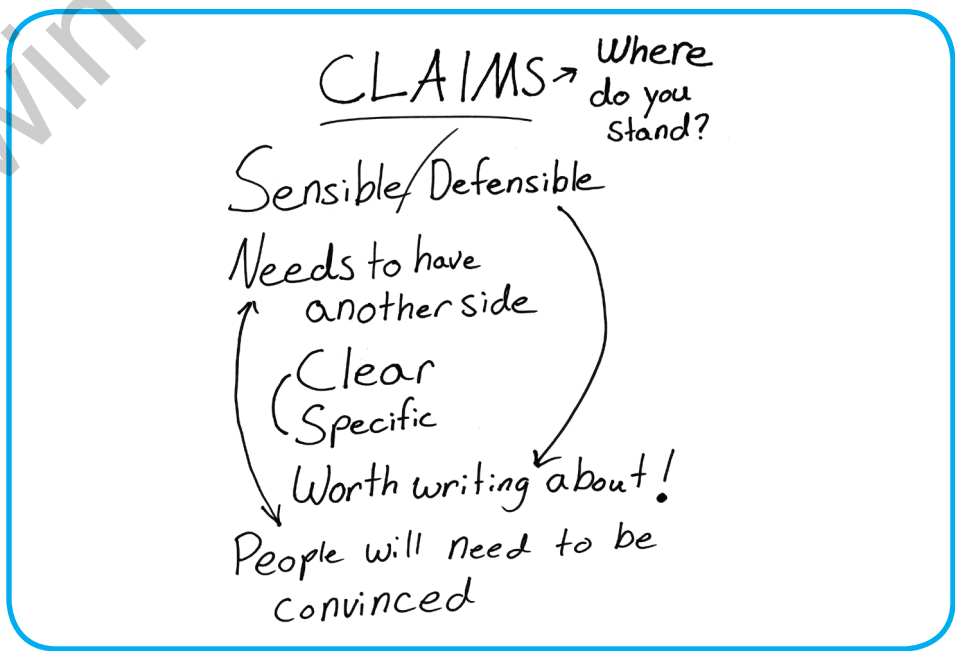 CLAIMS → Where
do you
stand?
Sensible/Defensible
Needs to have
another side
Clear
Specific
Worth writing about!
People will need to be
convinced